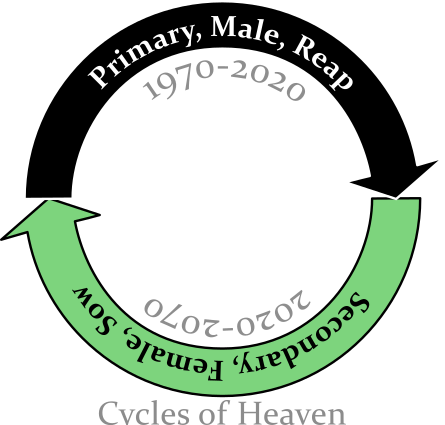 Primary, Male, Reap
1970-2020
2020-2070
Secondary, Female, Sow
Cycles of Heaven